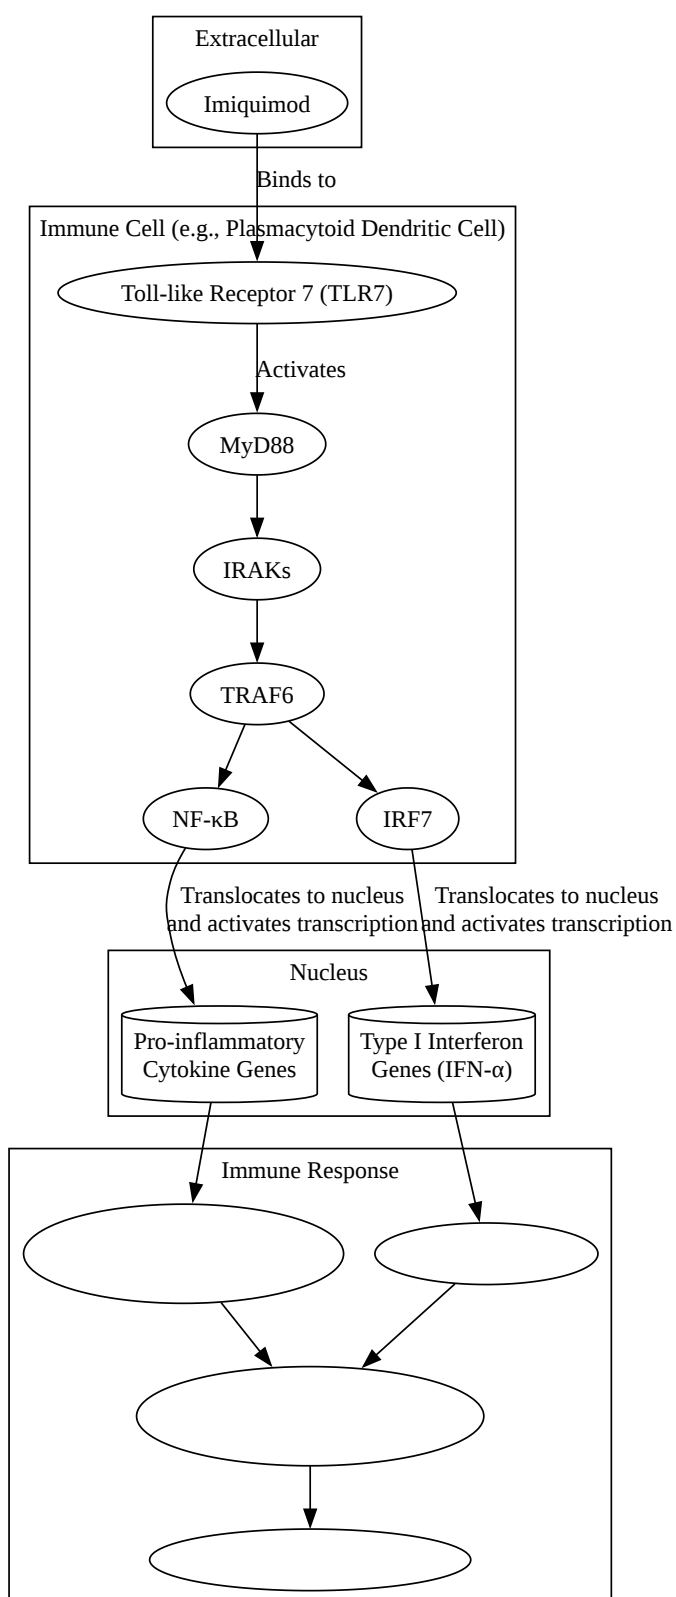 Extracellular
Imiquimod
Binds to
Immune Cell (e.g., Plasmacytoid Dendritic Cell)
Toll-like Receptor 7 (TLR7)
Activates
MyD88
IRAKs
TRAF6
NF-κB
IRF7
Translocates to nucleus
and activates transcription
Translocates to nucleus
and activates transcription
Nucleus
Pro-inflammatory
Cytokine Genes
Type I Interferon
Genes (IFN-α)
Immune Response